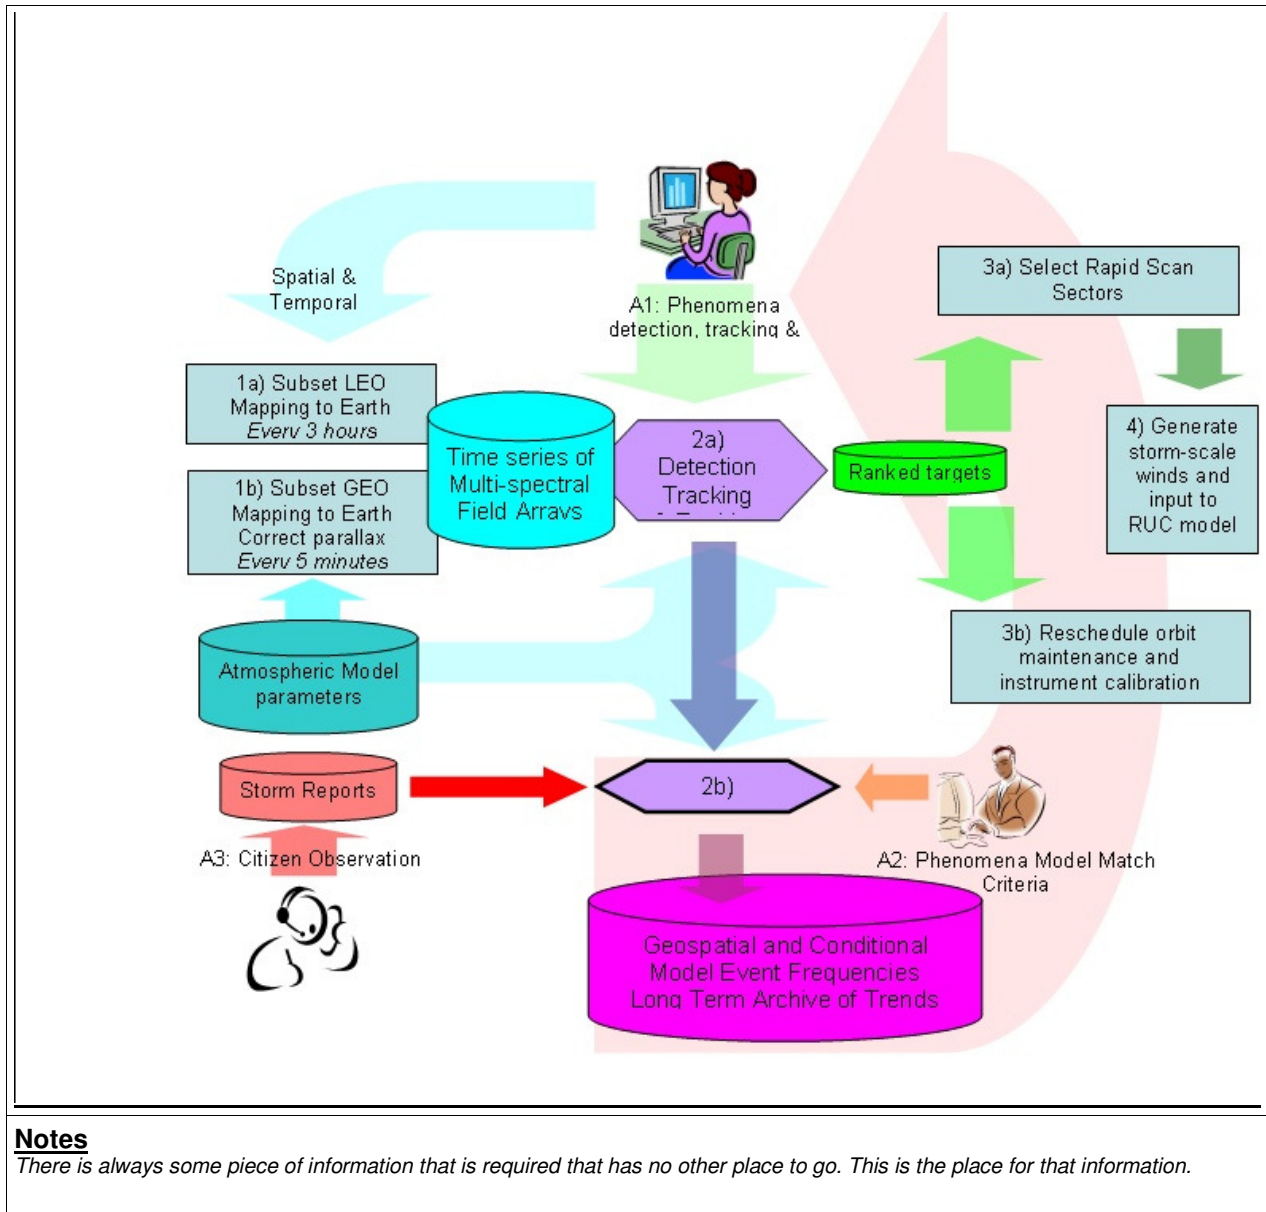 Spatial &
Temporal
A1: Phenomena
detection, tracking &
3a) Select Rapid Scan
Sectors
1a) Subset LEO
Mapping to Earth
Every 3 hours
1b) Subset GEO
Mapping to Earth
Correct parallax
Every 5 minutes
Time series of
Multi-spectral
Field Arrays
2a)
Detection
Tracking
Ranked targets
4) Generate
storm-scale
winds and
input to
RUC model
3b) Reschedule orbit
maintenance and
instrument calibration
Atmospheric Model
parameters
Storm Reports
2b)
A3: Citizen Observation
A2: Phenomena Model Match
Criteria
Geospatial and Conditional
Model Event Frequencies
Long Term Archive of Trends
Notes
There is always some piece of information that is required that has no other place to go. This is the place for that information.